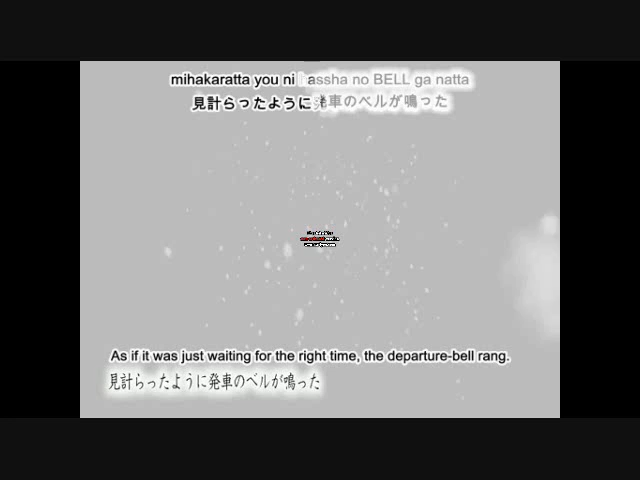 mihakaratta you ni hassha no BELL ga natta
見計らったように発車のベルが鳴った
As if it was just waiting for the right time, the departure-bell rang.
見計らったように発車のベルが鳴った